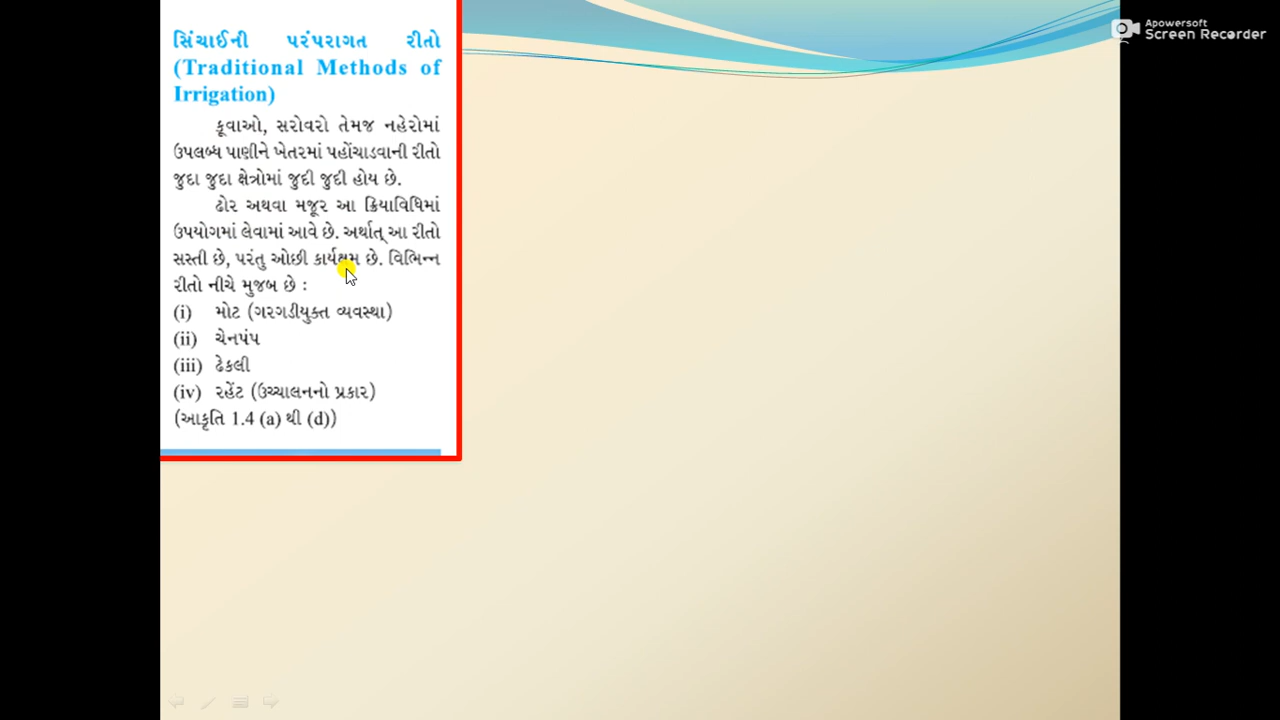 સિંચાઈની પરંપરાગત રીતો
(Traditional Methods of
Irrigation)
કૂવાઓ, સરોવરો તેમજ નહેરોમાં
ઉપલબ્ધ પાણીને ખેતરમાં પહોંચાડવાની રીતો
જુદા જુદા ક્ષેત્રોમાં જુદી જુદી હોય છે.
ઢોર અથવા મજૂર આ ક્રિયાવિધિમાં
ઉપયોગમાં લેવામાં આવે છે. અર્થાત્ આ રીતો
સસ્તી છે, પરંતુ ઓછી કાર્યક્ષમ છે. વિભિન્ન
રીતો નીચે મુજબ છે :
(i) મોટ (ગરગડીયુક્ત વ્યવસ્થા)
(ii) ચેનપંપ
(iii) ઢેકલી
(iv) રહેંટ (ઉચ્ચાલનનો પ્રકાર)
(આકૃતિ 1.4 (a) થી (d))
Apowersoft
Screen Recorder